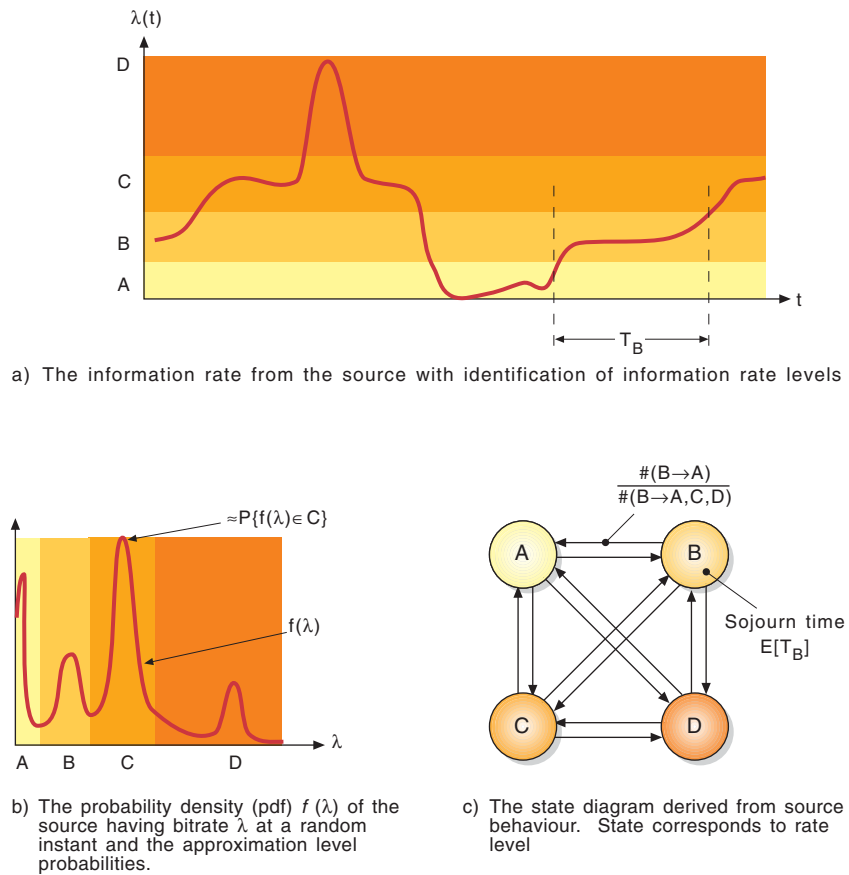 λ(t)
D
C
B
A
t
T_B
a) The information rate from the source with identification of information rate levels
≈P{f(λ)∈C}
f(λ)
λ
A B C D
b) The probability density (pdf) f (λ) of the
source having bitrate λ at a random
instant and the approximation level
probabilities.
#(B→A)
#(B→A,C,D)
A
B
Sojourn time
E[T_B]
C
D
c) The state diagram derived from source
behaviour. State corresponds to rate
level